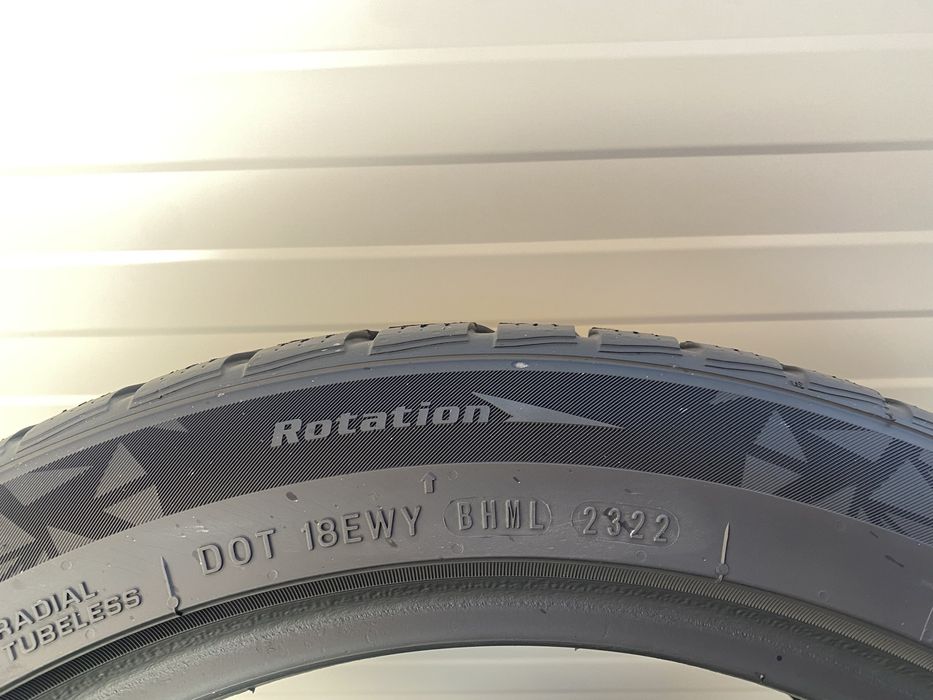 Rotation
DOT 18EWY BHML 2322
RADIAL
TUBELESS